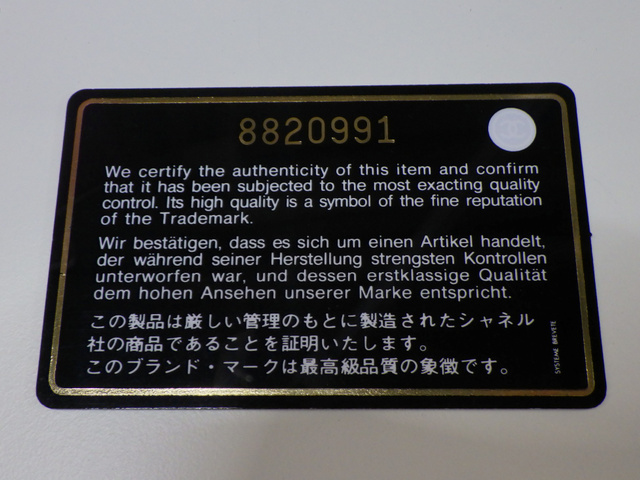 8820991
We certify the authenticity of this item and confirm
that it has been subjected to the most exacting quality
control. Its high quality is a symbol of the fine reputation
of the Trademark.
Wir bestätigen, dass es sich um einen Artikel handelt,
der während seiner Herstellung strengsten Kontrollen
unterworfen war, und dessen erstklassige Qualität
dem hohen Ansehen unserer Marke entspricht.
この製品は厳しい管理のもとに製造されたシャネル
社の商品であることを証明いたします。
このブランド・マークは最高級品質の象徴です。
SYSTEME BREVETE